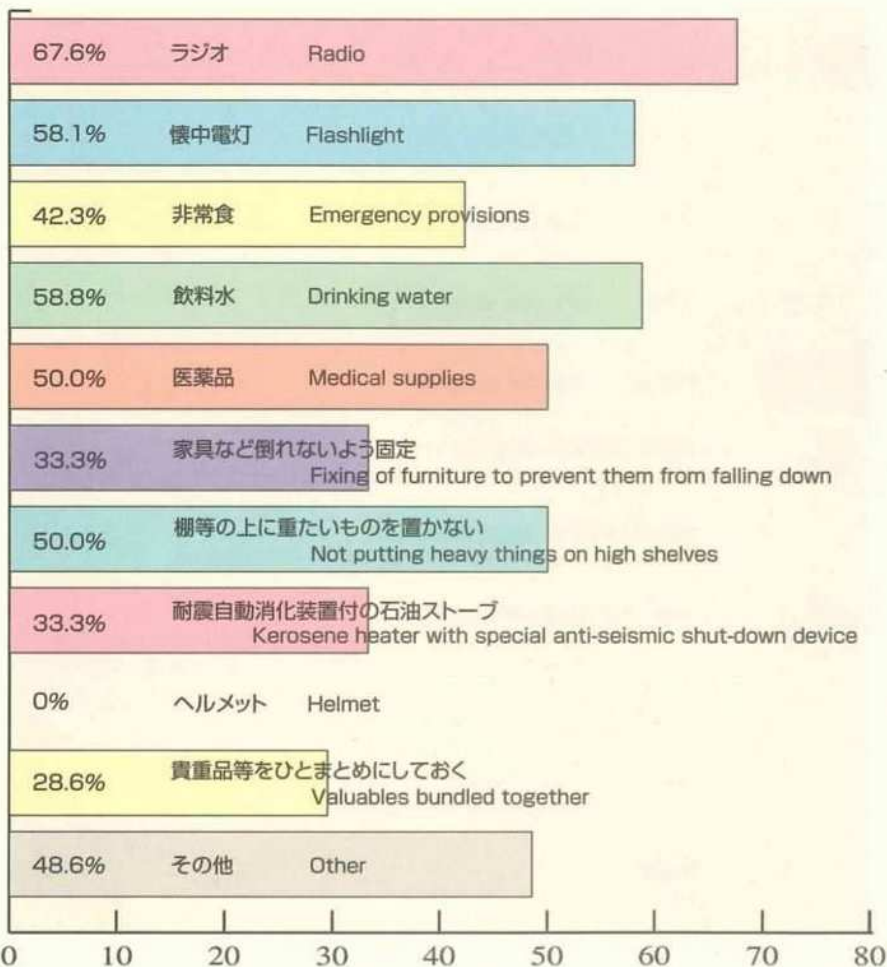 67.6% ラジオ Radio
58.1% 懐中電灯 Flashlight
42.3% 非常食 Emergency provisions
58.8% 飲料水 Drinking water
50.0% 医薬品 Medical supplies
33.3% 家具など倒れないよう固定
Fixing of furniture to prevent them from falling down
50.0% 棚等の上に重たいものを置かない
Not putting heavy things on high shelves
33.3% 耐震自動消化装置付の石油ストーブ
Kerosene heater with special anti-seismic shut-down device
0% ヘルメット Helmet
28.6% 貴重品等をひとまとめにしておく
Valuables bundled together
48.6% その他 Other
0 10 20 30 40 50 60 70 80